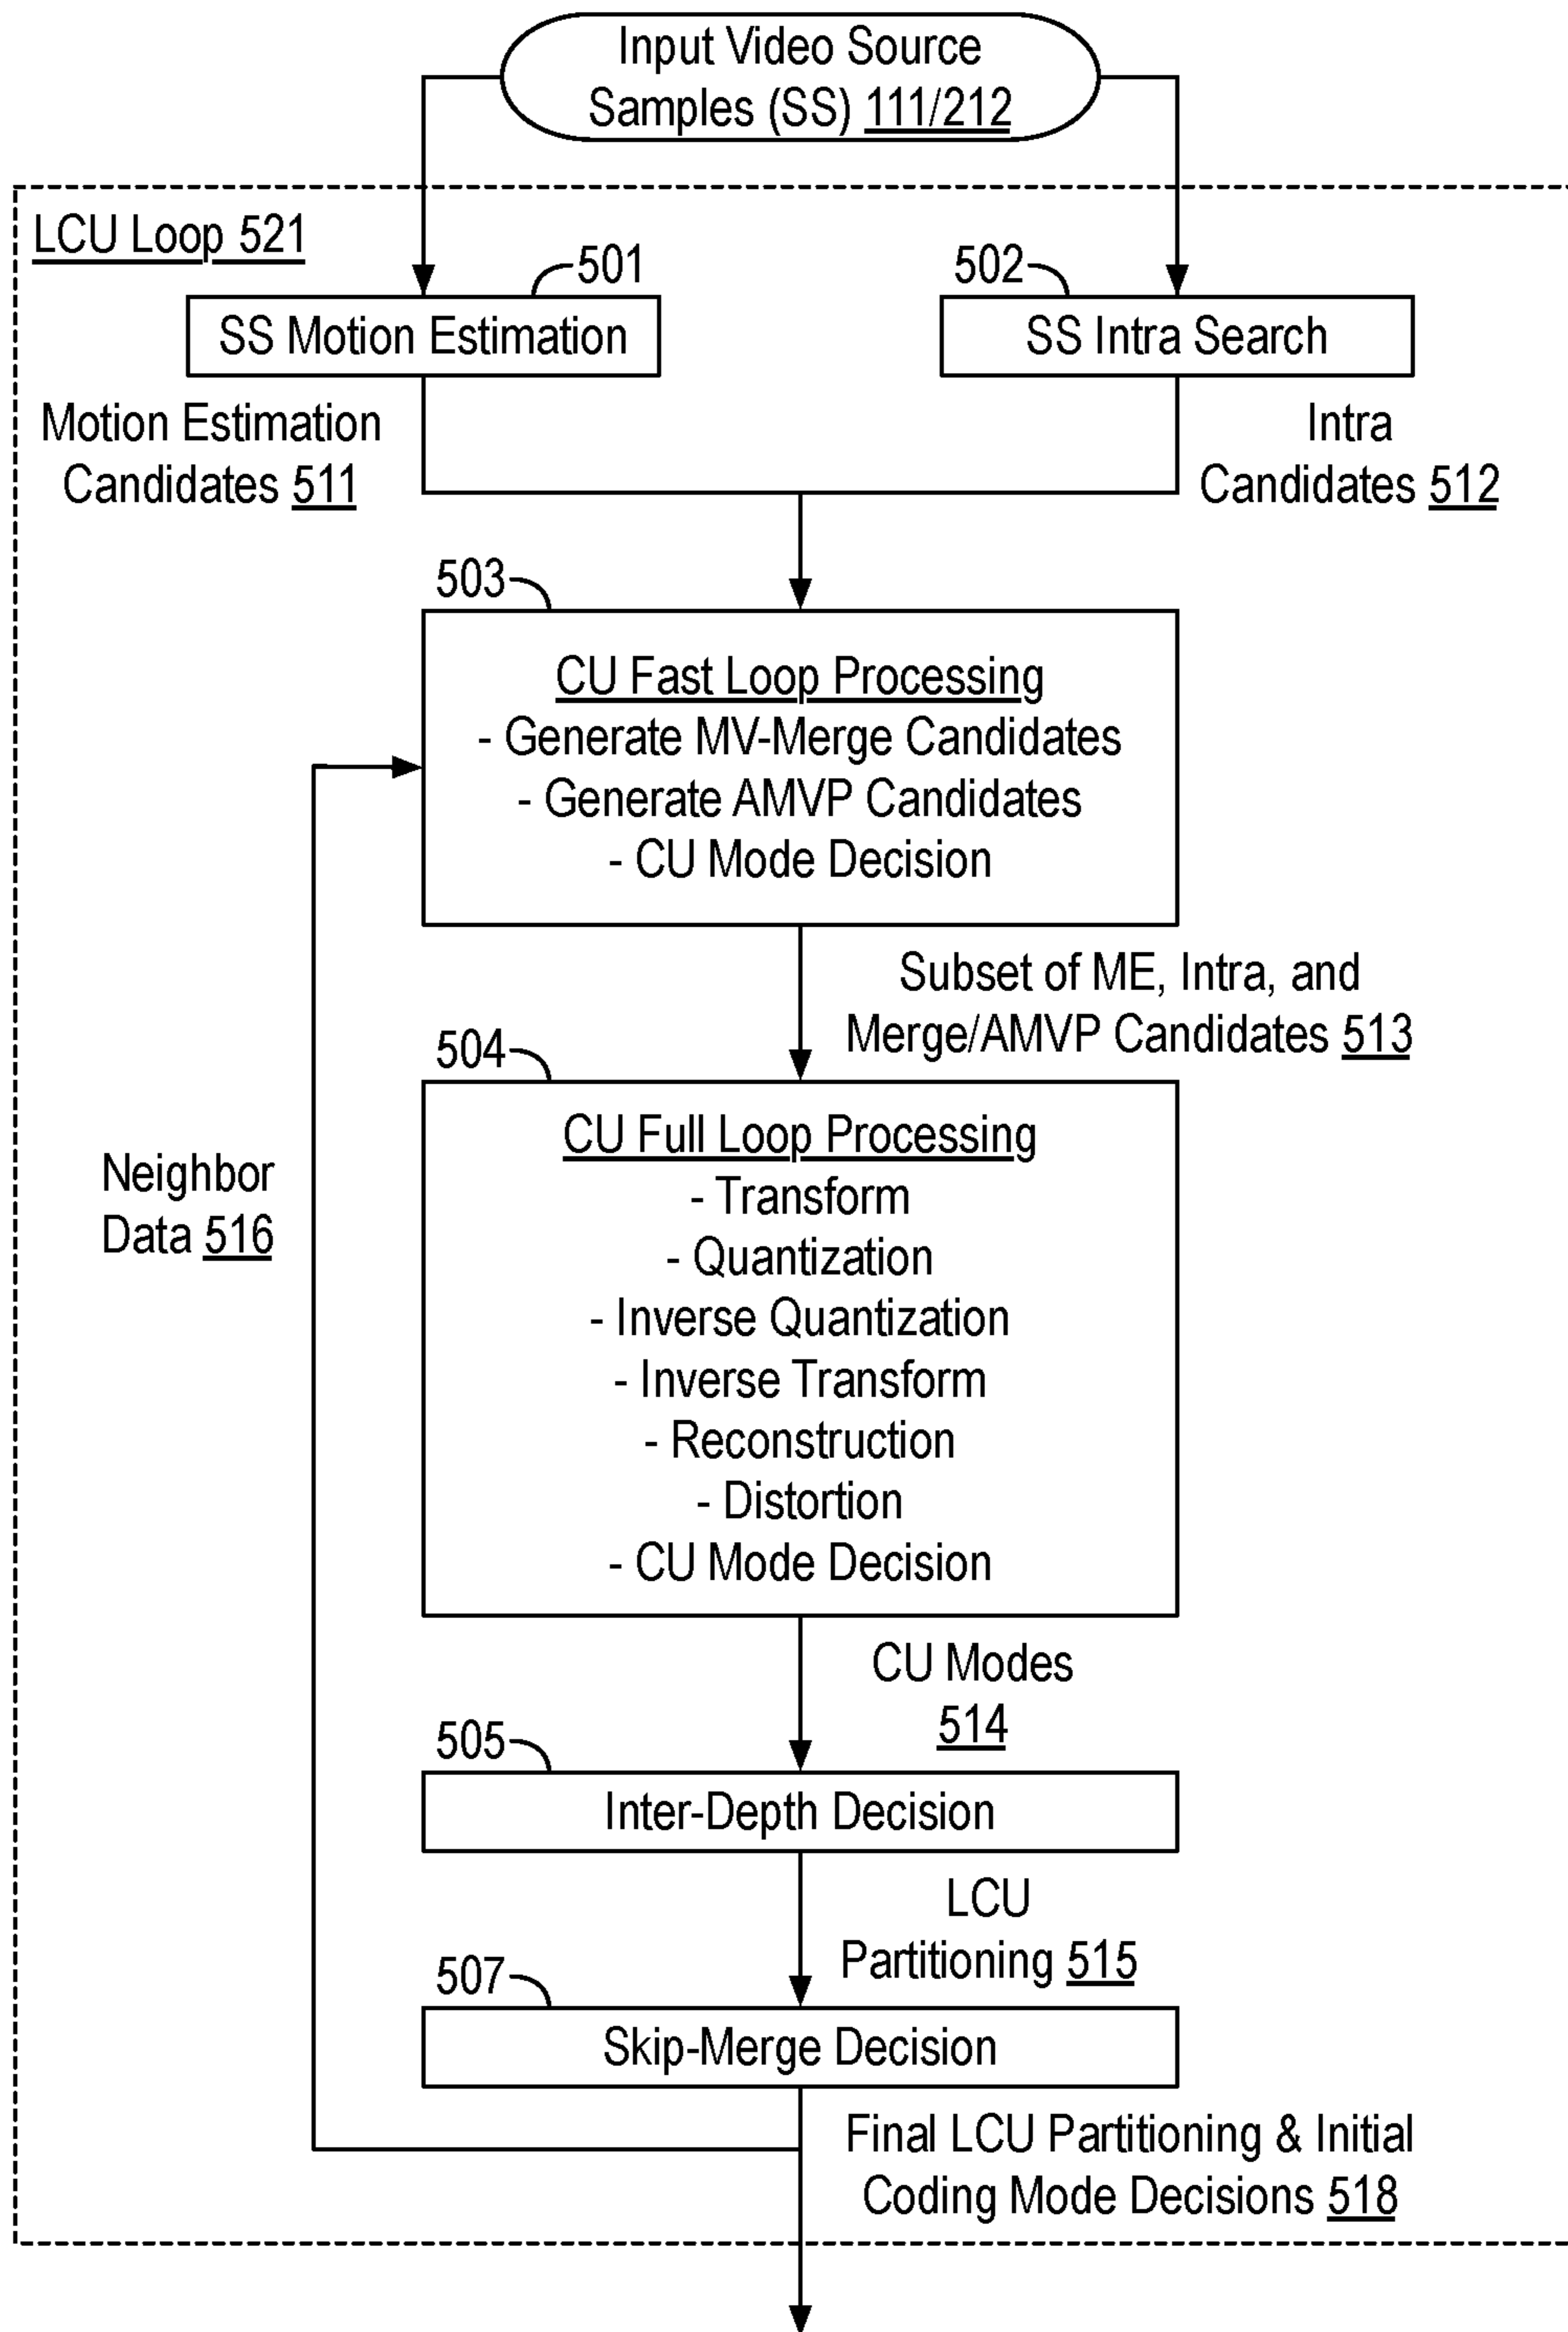 Input Video Source
Samples (SS) 111/212
LCU Loop 521
501
502
SS Motion Estimation
SS Intra Search
Motion Estimation
Candidates 511
Intra
Candidates 512
503
CU Fast Loop Processing
- Generate MV-Merge Candidates
- Generate AMVP Candidates
- CU Mode Decision
Subset of ME, Intra, and
Merge/AMVP Candidates 513
504
CU Full Loop Processing
- Transform
- Quantization
- Inverse Quantization
- Inverse Transform
- Reconstruction
- Distortion
- CU Mode Decision
Neighbor
Data 516
CU Modes
514
505
Inter-Depth Decision
LCU
Partitioning 515
507
Skip-Merge Decision
Final LCU Partitioning & Initial
Coding Mode Decisions 518